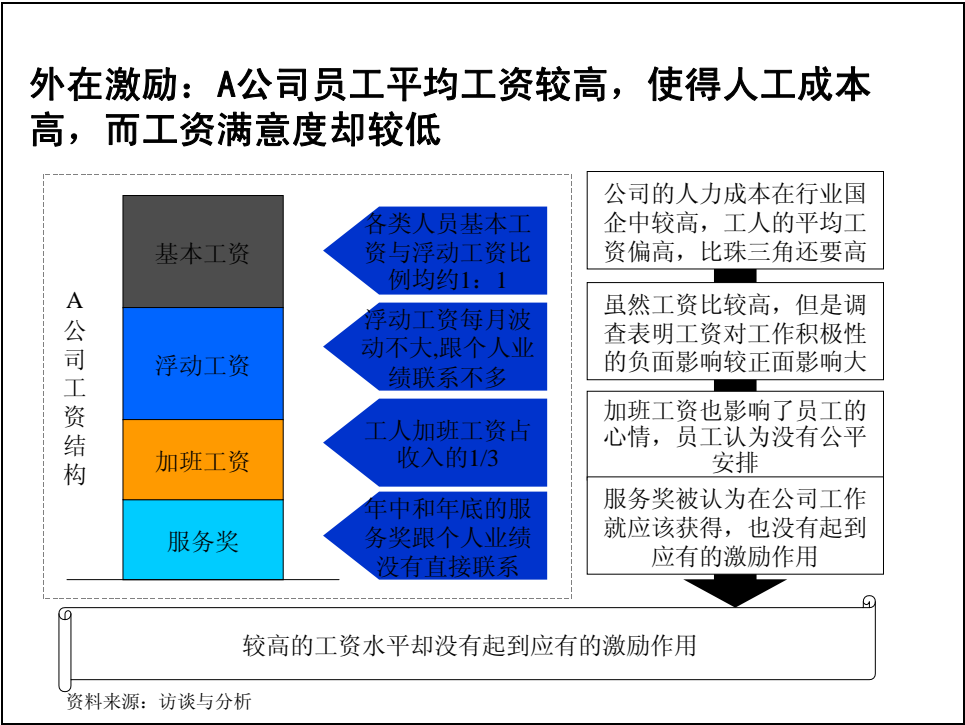 外在激励：A公司员工平均工资较高，使得人工成本
高，而工资满意度却较低
A
公
司
工
资
结
构
基本工资
浮动工资
加班工资
服务奖
各类人员基本工
资与浮动工资比
例均约1：1
浮动工资每月波
动不大,跟个人业
绩联系不多
工人加班工资占
收入的1/3
年中和年底的服
务奖跟个人业绩
没有直接联系
公司的人力成本在行业国
企中较高，工人的平均工
资偏高，比珠三角还要高
虽然工资比较高，但是调
查表明工资对工作积极性
的负面影响较正面影响大
加班工资也影响了员工的
心情，员工认为没有公平
安排
服务奖被认为在公司工作
就应该获得，也没有起到
应有的激励作用
较高的工资水平却没有起到应有的激励作用
资料来源：访谈与分析